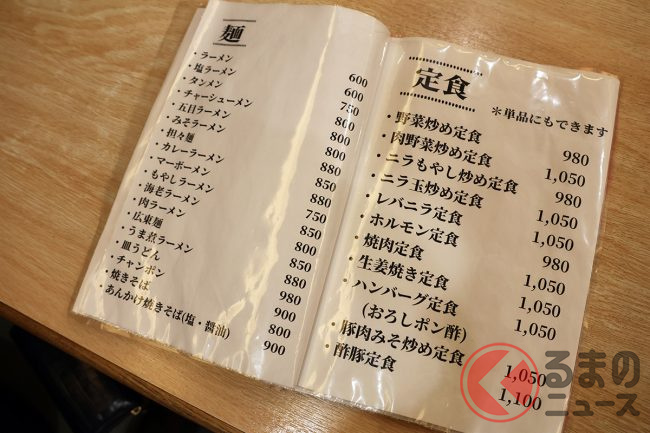 麺
・ラーメン 600
・塩ラーメン 600
・タンメン 750
・チャーシューメン 800
・五目ラーメン 800
・みそラーメン 800
・担々麺 880
・カレーラーメン 850
・マーボーメン 880
・もやしラーメン 750
・海老ラーメン 850
・肉ラーメン 800
・広東麺 850
・うま煮ラーメン 880
・皿うどん 980
・チャンポン 900
・焼きそば 800
・あんかけ焼きそば(塩・醤油) 900
定食
＊単品にもできます
・野菜炒め定食 980
・肉野菜炒め定食 1,050
・ニラもやし炒め定食 980
・ニラ玉炒め定食 1,050
・レバニラ定食 1,050
・ホルモン定食 980
・焼肉定食 1,050
・生姜焼き定食 1,050
・ハンバーグ定食 1,050
(おろしポン酢)
・豚肉みそ炒め定食 1,050
・酢豚定食 1,100
くるまの
ニュース